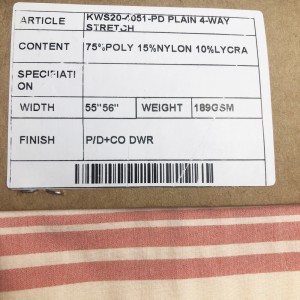 ARTICLE KWS20-4051-PD PLAIN 4-WAY
STRETCH
CONTENT 75%POLY 15%NYLON 10%LYCRA
SPECIFIATI
ON
WIDTH 55"56" WEIGHT 189GSM
FINISH P/D+CO DWR